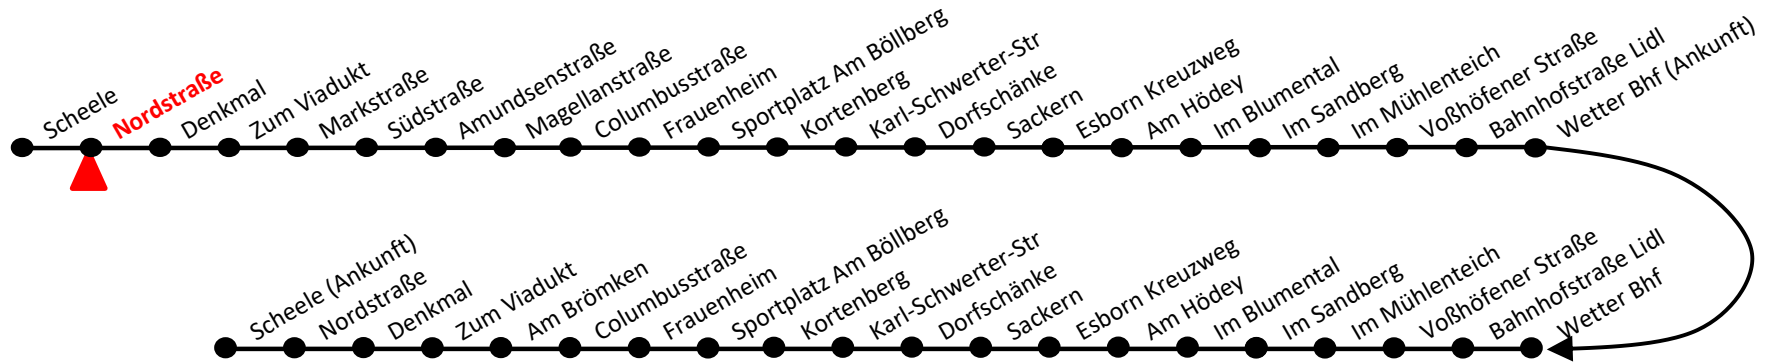 Scheele
Nordstraße
Denkmal
Zum Viadukt
Markstraße
Südstraße
Amundsenstraße
Magellanstraße
Columbusstraße
Frauenheim
Sportplatz Am Böllberg
Kortenberg
Karl-Schwerter-Str
Dorfschänke
Sackern
Esborn Kreuzweg
Am Hödey
Im Blumental
Im Sandberg
Im Mühlenteich
Voßhöfener Straße
Bahnhofstraße Lidl
Wetter Bhf (Ankunft)
Scheele (Ankunft)
Nordstraße
Denkmal
Zum Viadukt
Am Brömken
Columbusstraße
Frauenheim
Sportplatz Am Böllberg
Kortenberg
Karl-Schwerter-Str
Dorfschänke
Sackern
Esborn Kreuzweg
Am Hödey
Im Blumental
Im Sandberg
Im Mühlenteich
Voßhöfener Straße
Bahnhofstraße Lidl
Wetter Bhf